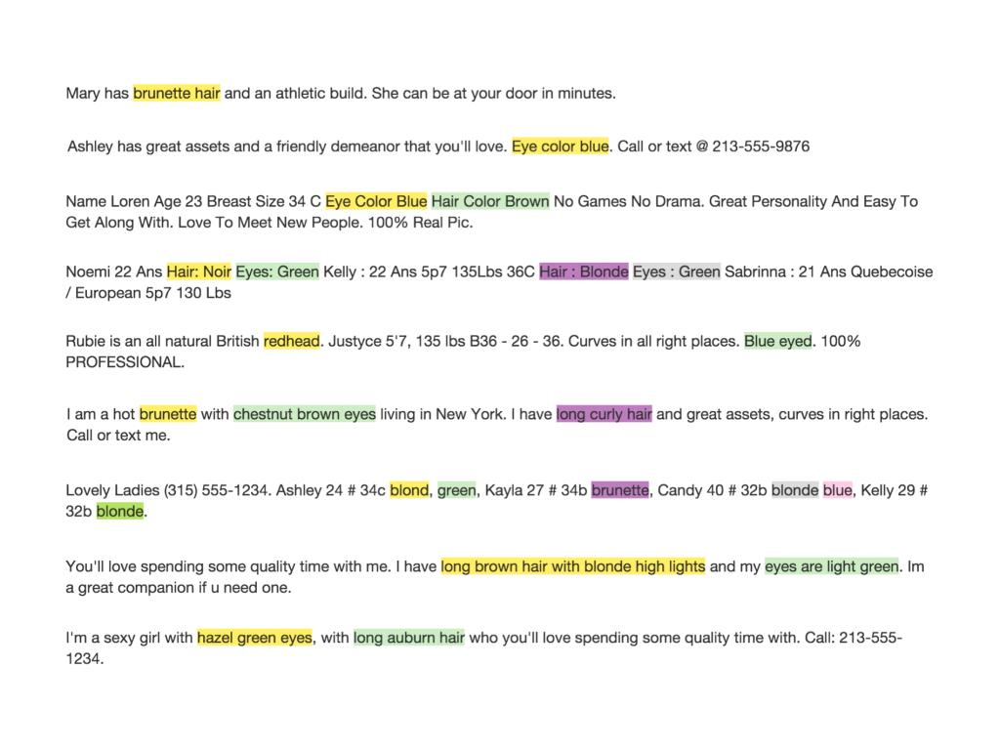 Mary has brunette hair and an athletic build. She can be at your door in minutes.
Ashley has great assets and a friendly demeanor that you'll love. Eye color blue. Call or text @ 213-555-9876
Name Loren Age 23 Breast Size 34 C Eye Color Blue Hair Color Brown No Games No Drama. Great Personality And Easy To
Get Along With. Love To Meet New People. 100% Real Pic.
Noemi 22 Ans Hair: Noir Eyes: Green Kelly : 22 Ans 5p7 135Lbs 36C Hair : Blonde Eyes : Green Sabrinna : 21 Ans Quebecoise
/ European 5p7 130 Lbs
Rubie is an all natural British redhead. Justyce 5'7, 135 lbs B36 - 26 - 36. Curves in all right places. Blue eyed. 100%
PROFESSIONAL.
I am a hot brunette with chestnut brown eyes living in New York. I have long curly hair and great assets, curves in right places.
Call or text me.
Lovely Ladies (315) 555-1234. Ashley 24 # 34c blond, green, Kayla 27 # 34b brunette, Candy 40 # 32b blonde blue, Kelly 29 #
32b blonde.
You'll love spending some quality time with me. I have long brown hair with blonde high lights and my eyes are light green. Im
a great companion if u need one.
I'm a sexy girl with hazel green eyes, with long auburn hair who you'll love spending some quality time with. Call: 213-555-
1234.